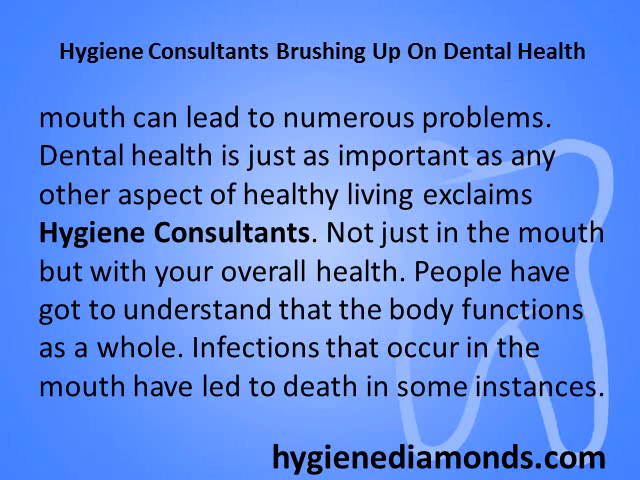 Hygiene Consultants Brushing Up On Dental Health
mouth can lead to numerous problems.
Dental health is just as important as any
other aspect of healthy living exclaims
Hygiene Consultants. Not just in the mouth
but with your overall health. People have
got to understand that the body functions
as a whole. Infections that occur in the
mouth have led to death in some instances.
hygienediamonds.com